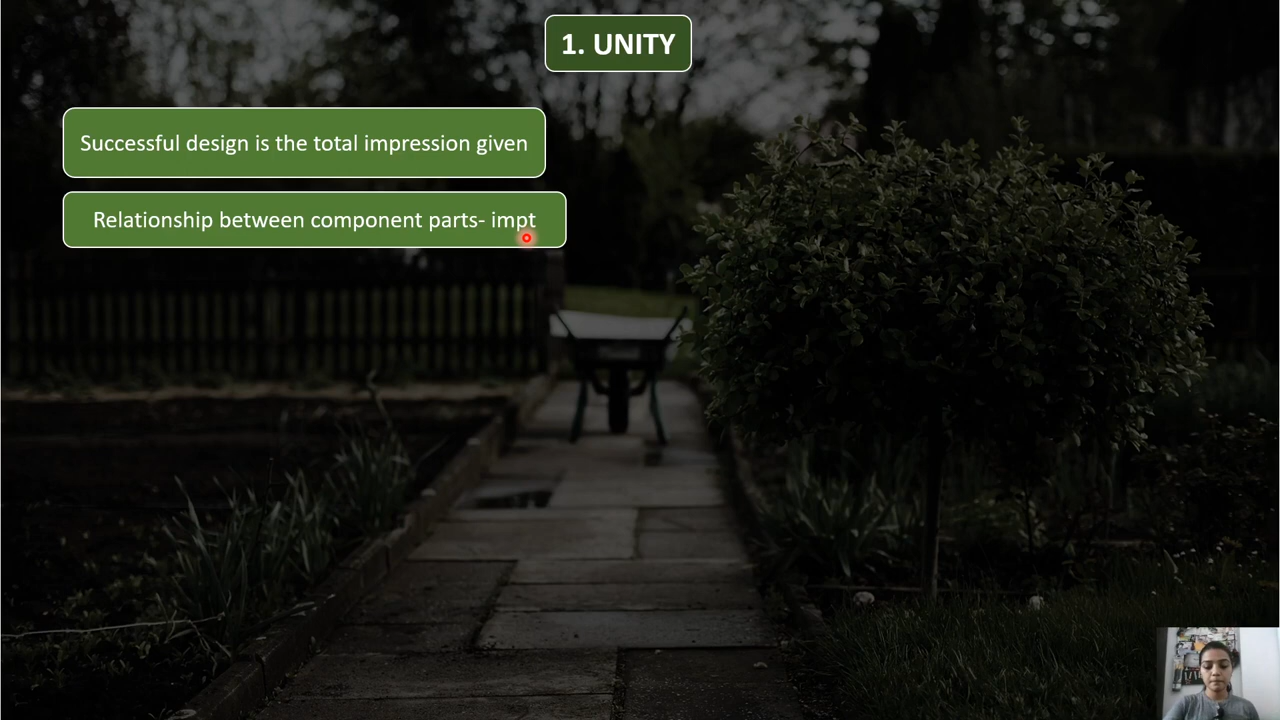 1. UNITY
Successful design is the total impression given
Relationship between component parts- impt